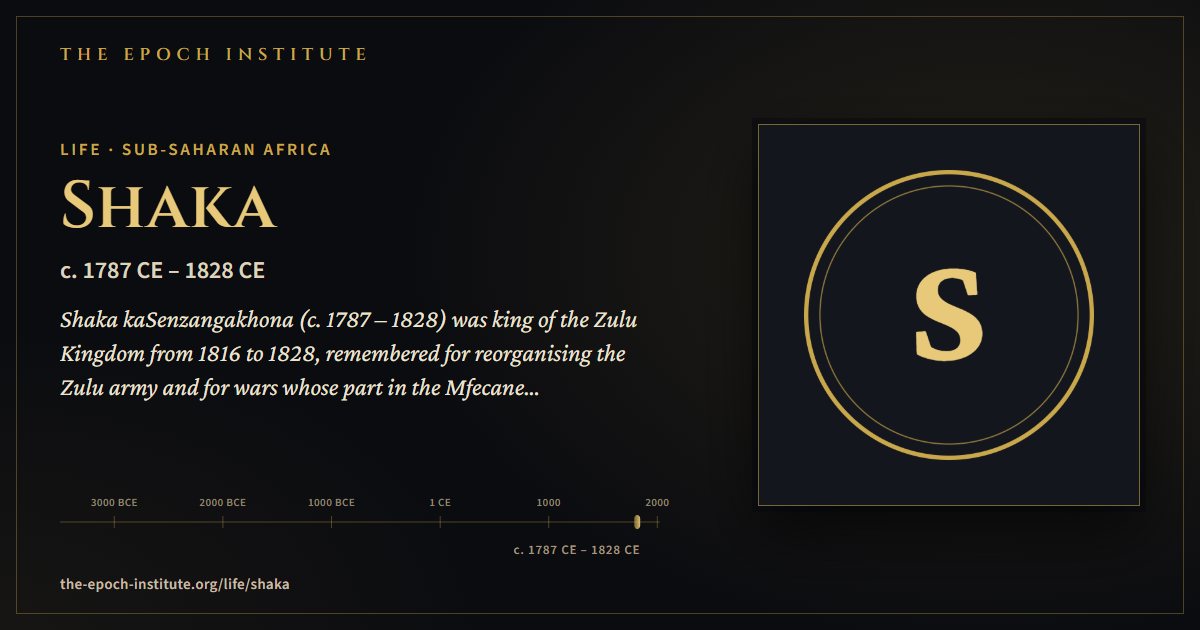 THE EPOCH INSTITUTE
LIFE · SUB-SAHARAN AFRICA
SHAKA
c. 1787 CE – 1828 CE
Shaka kaSenzangakhona (c. 1787 – 1828) was king of the Zulu
Kingdom from 1816 to 1828, remembered for reorganising the
Zulu army and for wars whose part in the Mfecane...
S
3000 BCE 2000 BCE 1000 BCE 1 CE 1000 2000
c. 1787 CE – 1828 CE
the-epoch-institute.org/life/shaka